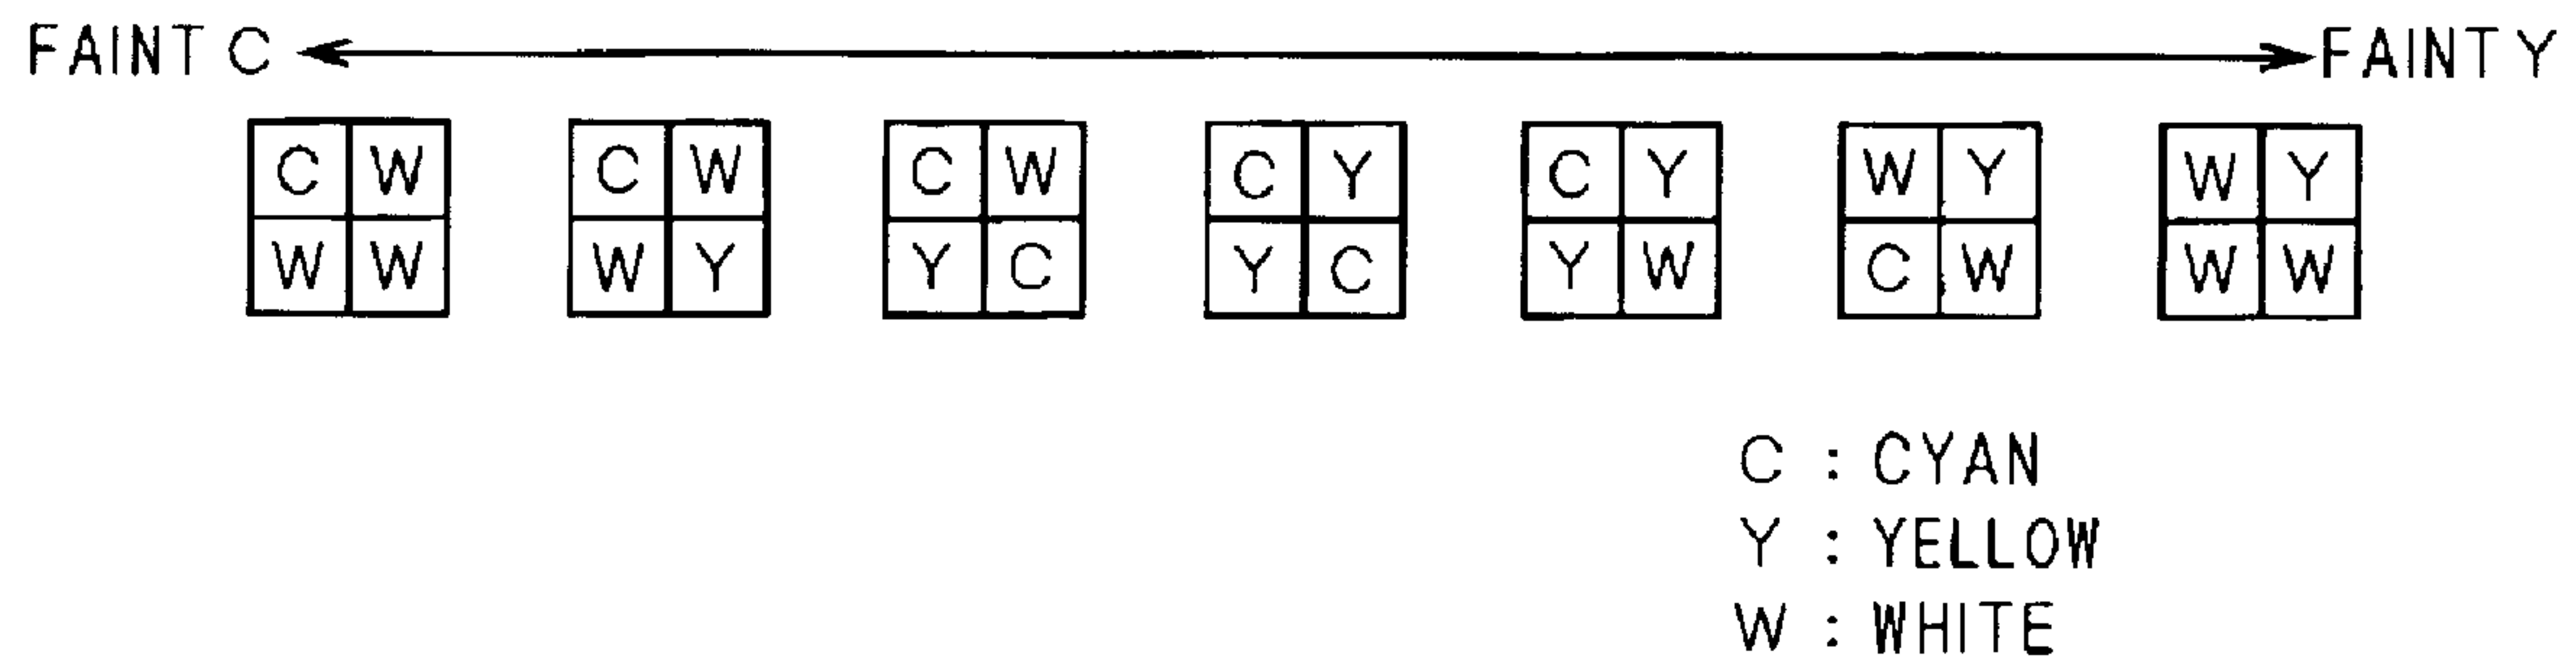 FAINT C FAINT Y
C W C W C W C Y C Y W Y W Y
W W W Y Y C Y C Y W C W W W
C : CYAN
Y : YELLOW
W : WHITE